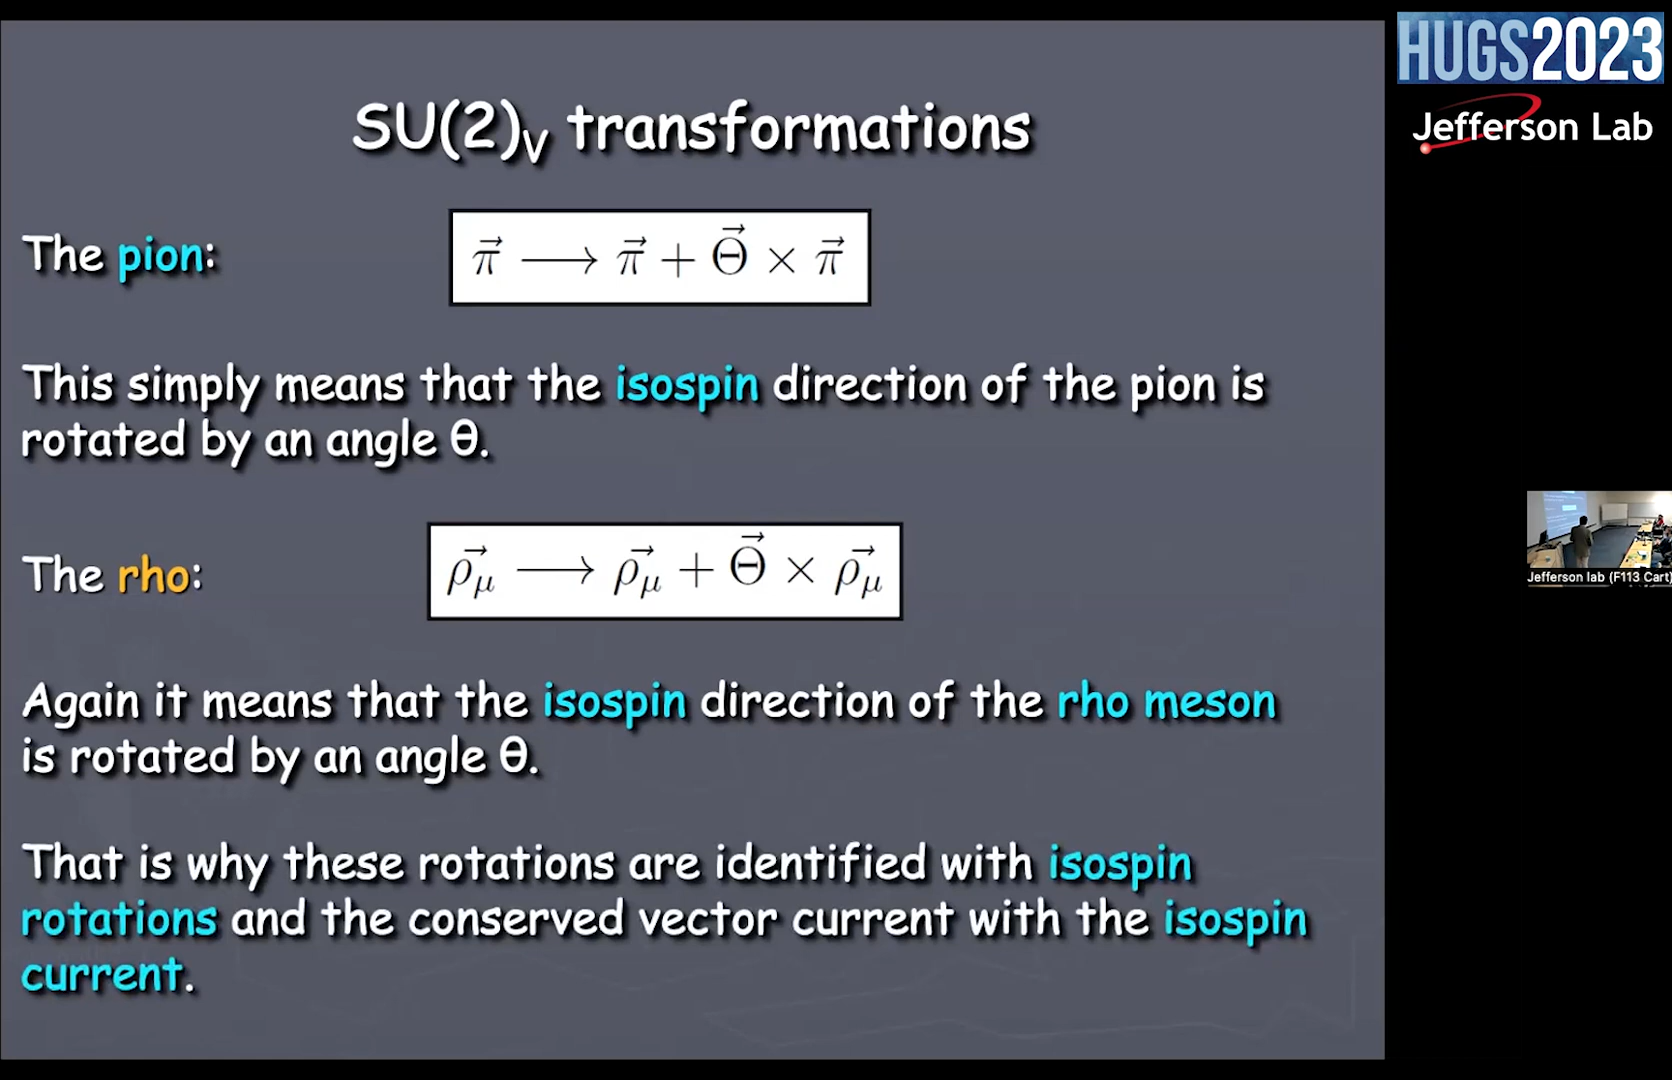 HUGS2023
Jefferson Lab
SU(2)V transformations
The pion:
π⃗ ⟶ π⃗ + Θ⃗ × π⃗
This simply means that the isospin direction of the pion is
rotated by an angle θ.
The rho:
ρ⃗μ ⟶ ρ⃗μ + Θ⃗ × ρ⃗μ
Again it means that the isospin direction of the rho meson
is rotated by an angle θ.
That is why these rotations are identified with isospin
rotations and the conserved vector current with the isospin
current.
Jefferson lab (F113 Cart)